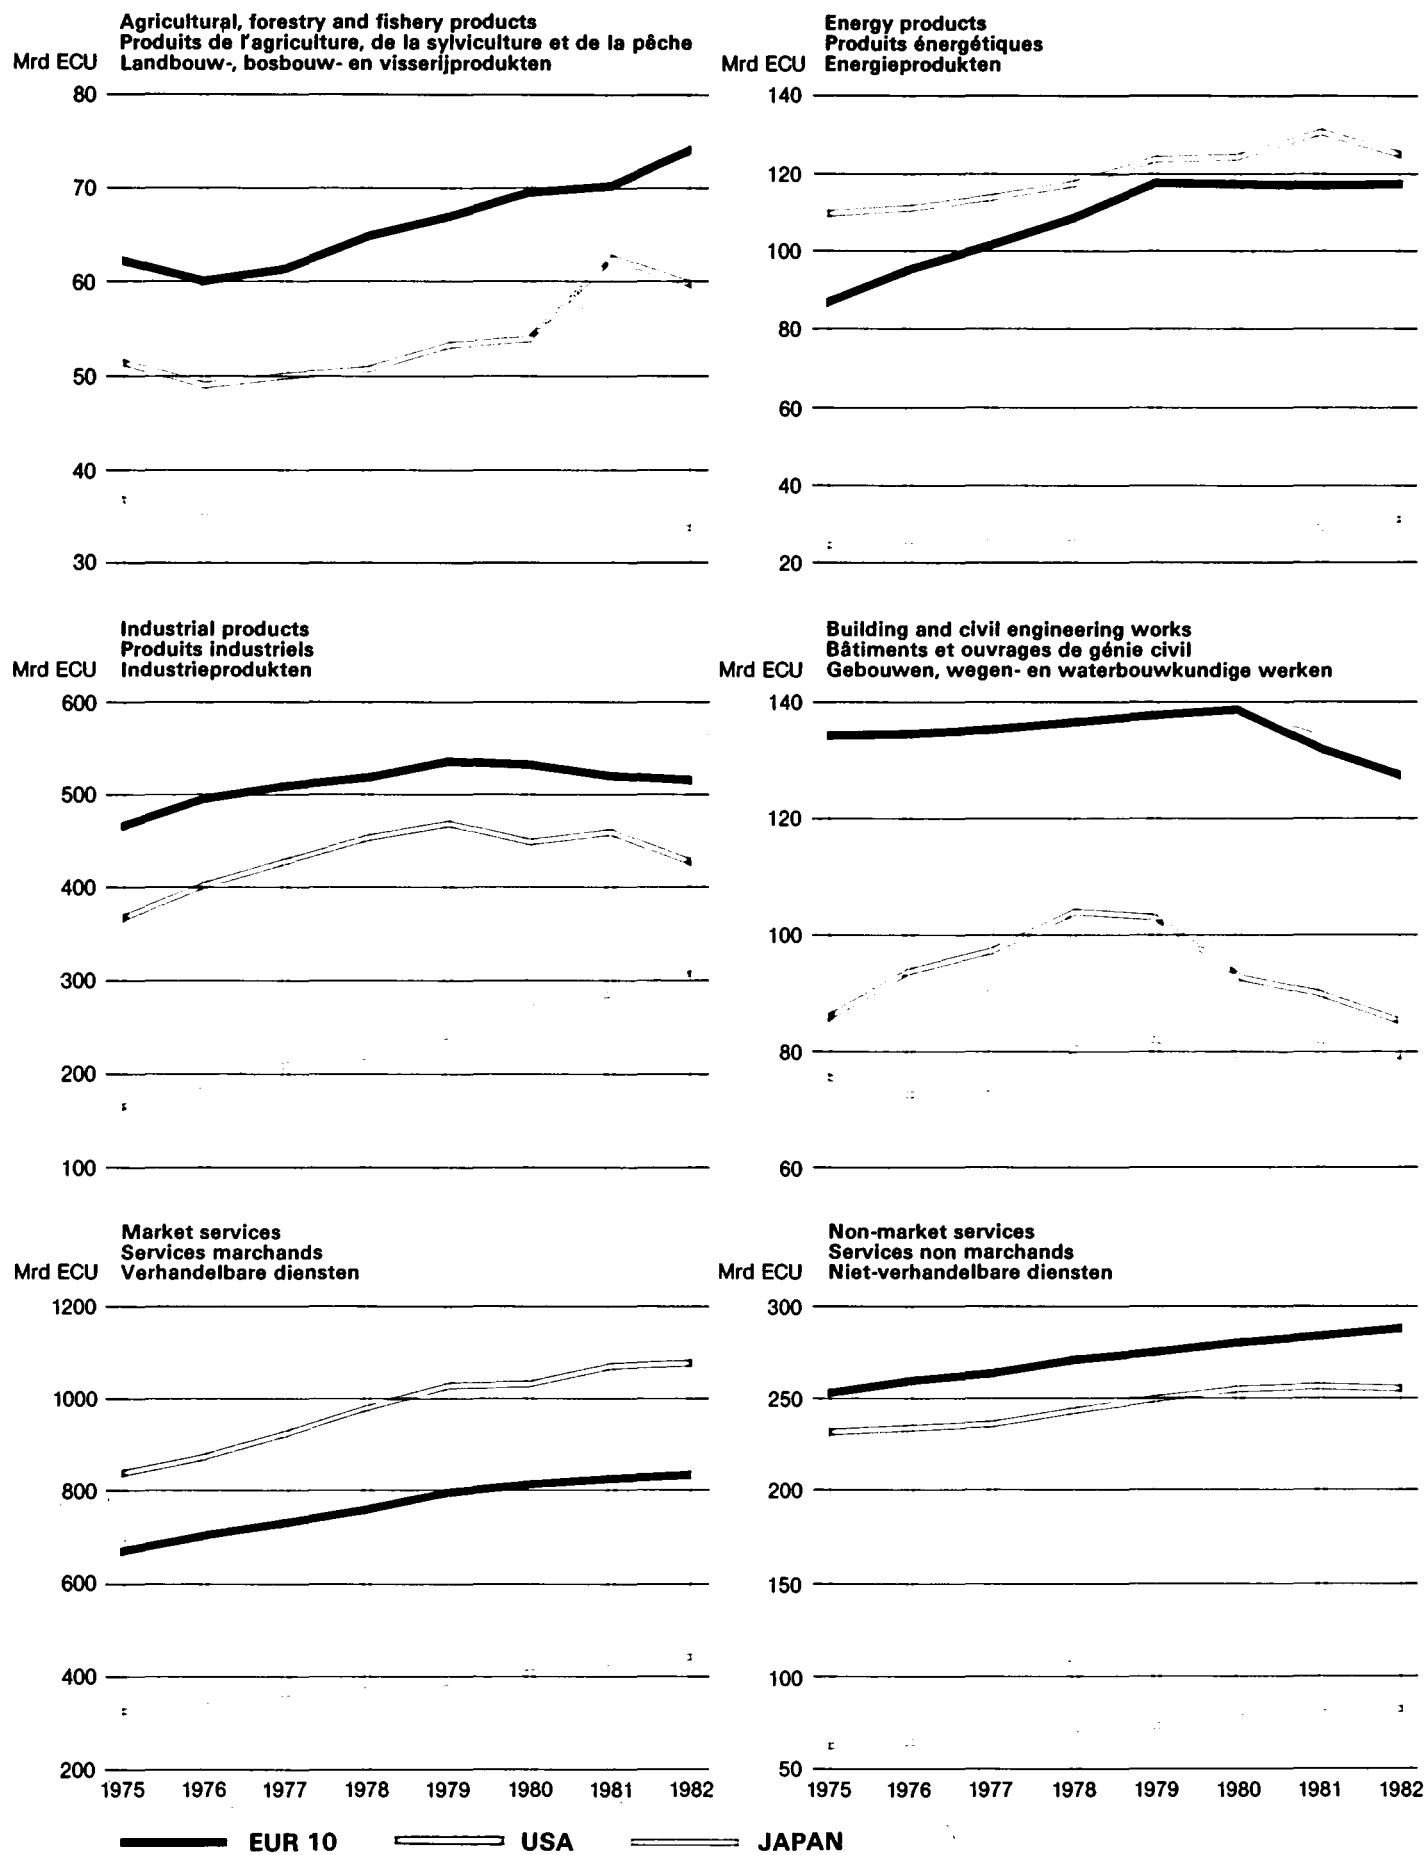 Agricultural, forestry and fishery products
Produits de l'agriculture, de la sylviculture et de la pêche
Mrd ECU Landbouw-, bosbouw- en visserijprodukten
80
70
60
50
40
30
Energy products
Produits énergétiques
Mrd ECU Energieprodukten
140
120
100
80
60
40
20
Industrial products
Produits industriels
Mrd ECU Industrieprodukten
600
500
400
300
200
100
Building and civil engineering works
Bâtiments et ouvrages de génie civil
Mrd ECU Gebouwen, wegen- en waterbouwkundige werken
140
120
100
80
60
Market services
Services marchands
Mrd ECU Verhandelbare diensten
1200
1000
800
600
400
200
1975 1976 1977 1978 1979 1980 1981 1982
Non-market services
Services non marchands
Mrd ECU Niet-verhandelbare diensten
300
250
200
150
100
50
1975 1976 1977 1978 1979 1980 1981 1982
EUR 10 USA JAPAN